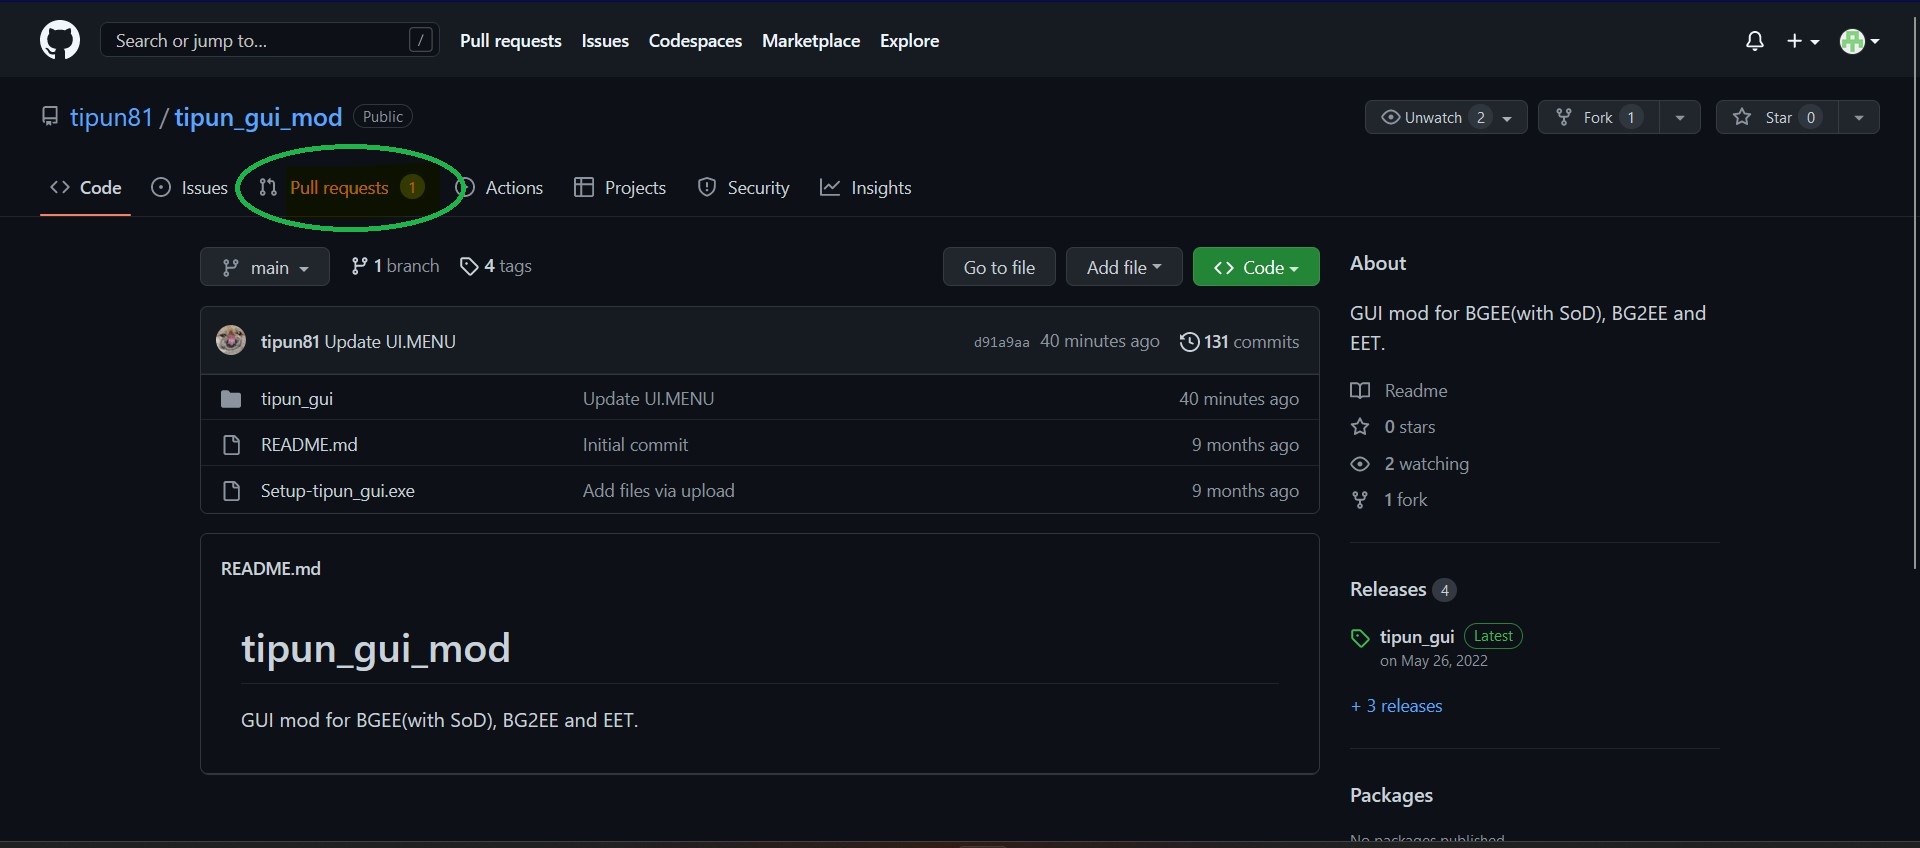 Search or jump to... /
Pull requests Issues Codespaces Marketplace Explore
tipun81 / tipun_gui_mod Public
Unwatch 2 Fork 1 Star 0
Code Issues Pull requests 1 Actions Projects Security Insights
main 1 branch 4 tags Go to file Add file Code
tipun81 Update UI.MENU d91a9aa 40 minutes ago 131 commits
tipun_gui Update UI.MENU 40 minutes ago
README.md Initial commit 9 months ago
Setup-tipun_gui.exe Add files via upload 9 months ago
README.md
tipun_gui_mod
GUI mod for BGEE(with SoD), BG2EE and EET.
About
GUI mod for BGEE(with SoD), BG2EE and
EET.
Readme
0 stars
2 watching
1 fork
Releases 4
tipun_gui Latest
on May 26, 2022
+ 3 releases
Packages
No packages published